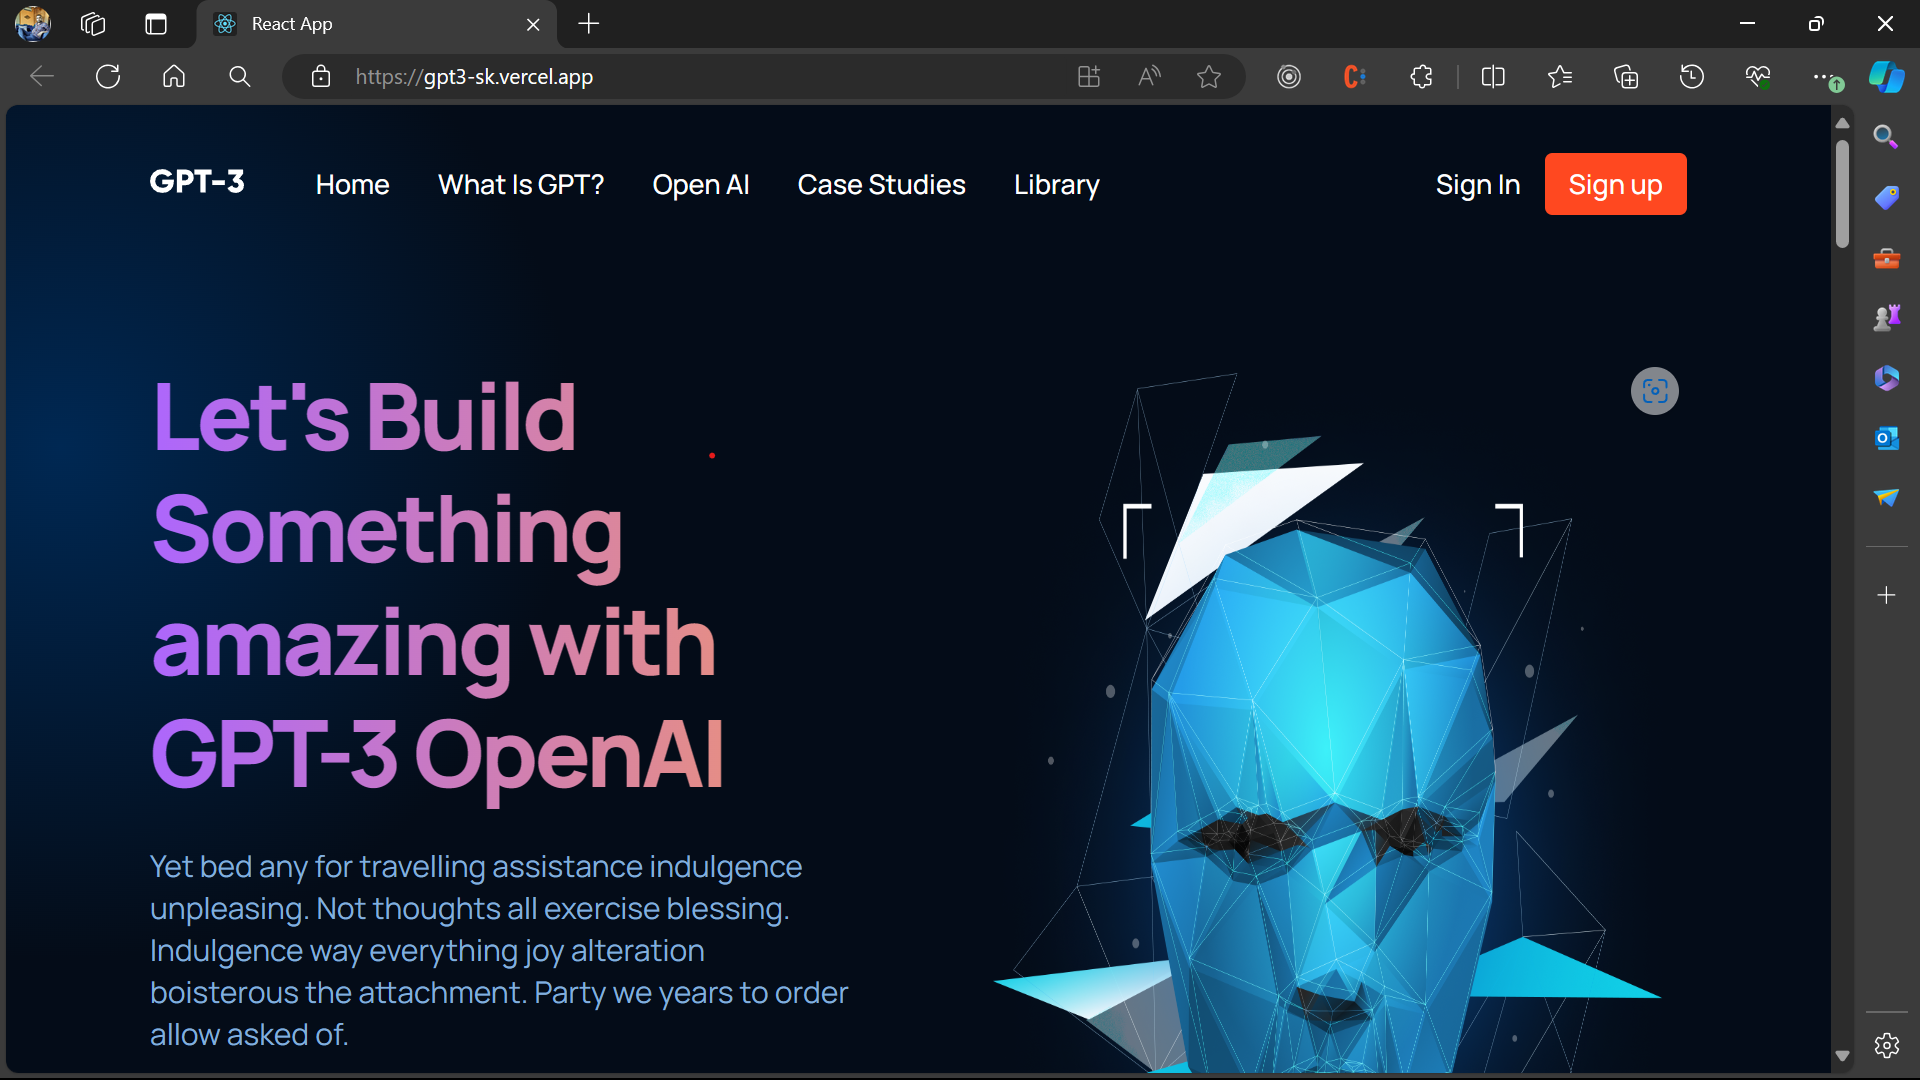 React App
https://gpt3-sk.vercel.app
GPT-3
Home
What Is GPT?
Open AI
Case Studies
Library
Sign In
Sign up
Let's Build
Something
amazing with
GPT-3 OpenAI
Yet bed any for travelling assistance indulgence
unpleasing. Not thoughts all exercise blessing.
Indulgence way everything joy alteration
boisterous the attachment. Party we years to order
allow asked of.